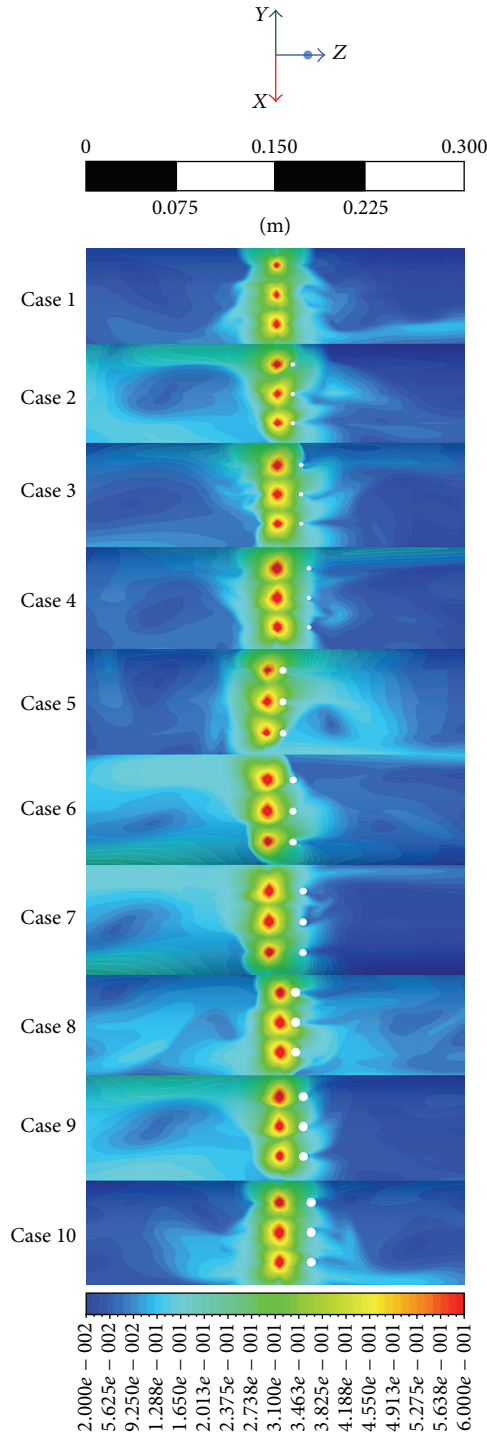 Y
Z
X
0 0.150 0.300
0.075 0.225
(m)
Case 1
Case 2
Case 3
Case 4
Case 5
Case 6
Case 7
Case 8
Case 9
Case 10
2.000e − 002
5.625e − 002
9.250e − 002
1.288e − 001
1.650e − 001
2.013e − 001
2.375e − 001
2.738e − 001
3.100e − 001
3.463e − 001
3.825e − 001
4.188e − 001
4.550e − 001
4.913e − 001
5.275e − 001
5.638e − 001
6.000e − 001